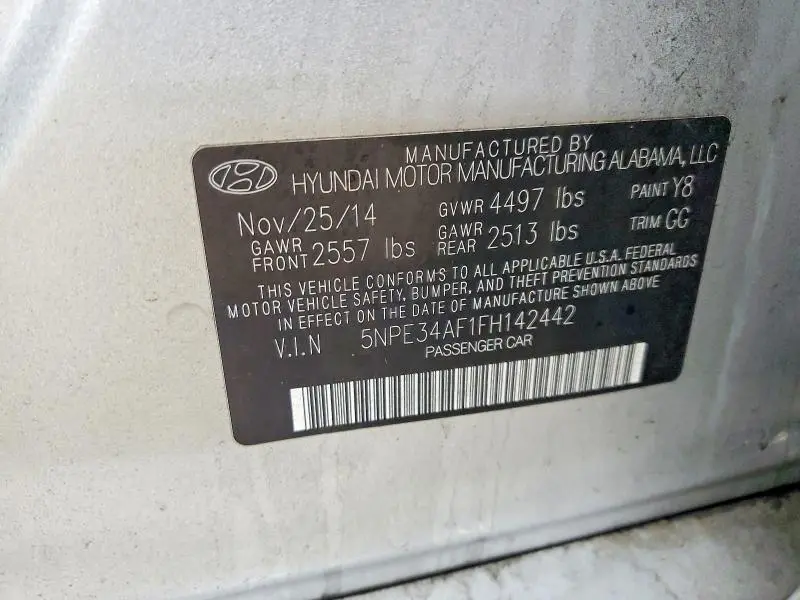 MANUFACTURED BY
HYUNDAI MOTOR MANUFACTURING ALABAMA, LLC
Nov/25/14 GVWR 4497 lbs PAINT Y8
GAWR FRONT 2557 lbs GAWR REAR 2513 lbs TRIM GG
THIS VEHICLE CONFORMS TO ALL APPLICABLE U.S.A. FEDERAL
MOTOR VEHICLE SAFETY, BUMPER, AND THEFT PREVENTION STANDARDS
IN EFFECT ON THE DATE OF MANUFACTURE SHOWN ABOVE
V.I.N 5NPE34AF1FH142442
PASSENGER CAR